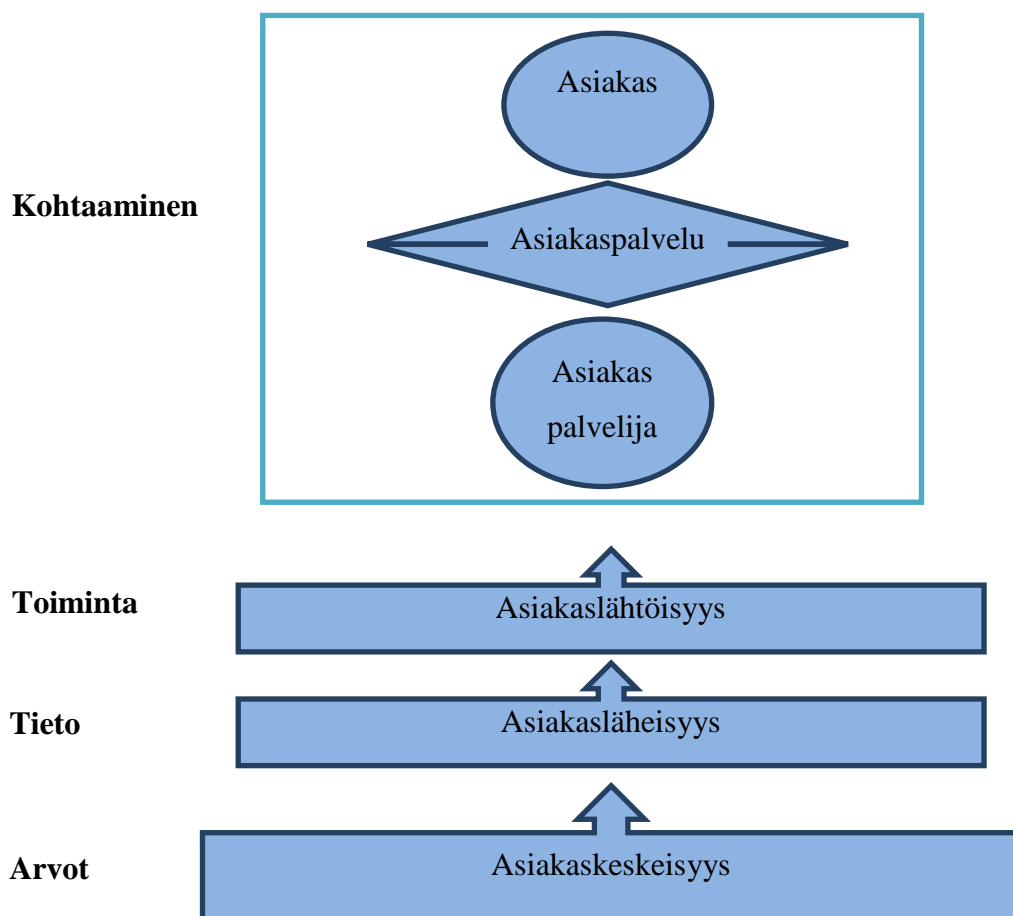 Asiakas
Kohtaaminen
Asiakaspalvelu
Asiakas
palvelija
Toiminta
Asiakaslähtöisyys
Tieto
Asiakasläheisyys
Arvot
Asiakaskeskeisyys